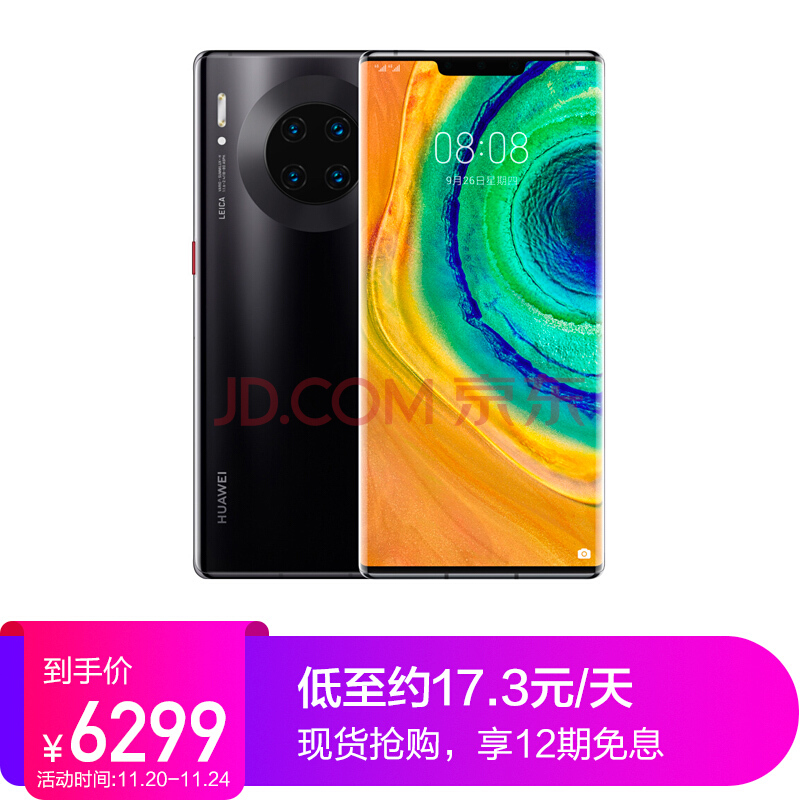 LEICA
08:08
9月26日星期四
JD.COM 京东
HUAWEI
到手价
¥6299
活动时间:11.20-11.24
低至约17.3元/天
现货抢购，享12期免息